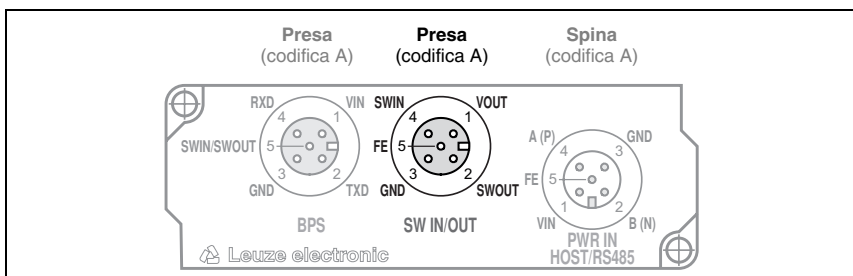 Presa Presa Spina
(codifica A) (codifica A) (codifica A)
RXD VIN SWIN VOUT
4 1 4 1 A (P) GND
4 3
SWIN/SWOUT 5 FE 5 FE 5
3 2 3 2 1 2
GND TXD GND SWOUT VIN B (N)
BPS SW IN/OUT PWR IN
Leuze electronic HOST/RS485